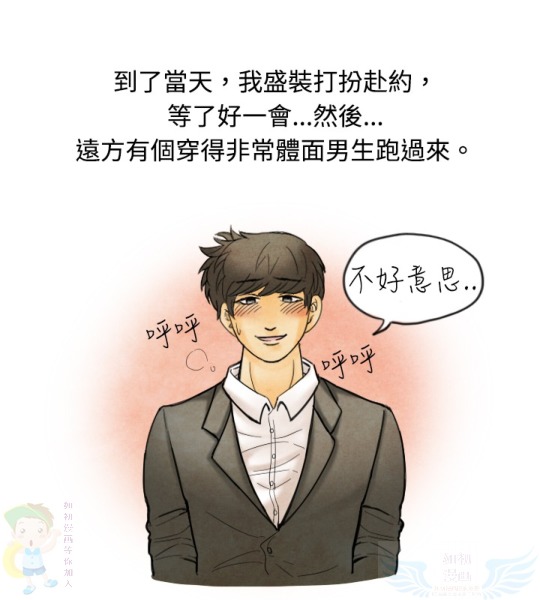 到了當天，我盛裝打扮赴約，
等了好一會...然後...
遠方有個穿得非常體面男生跑過來。
不好意思..
呼呼
呼呼